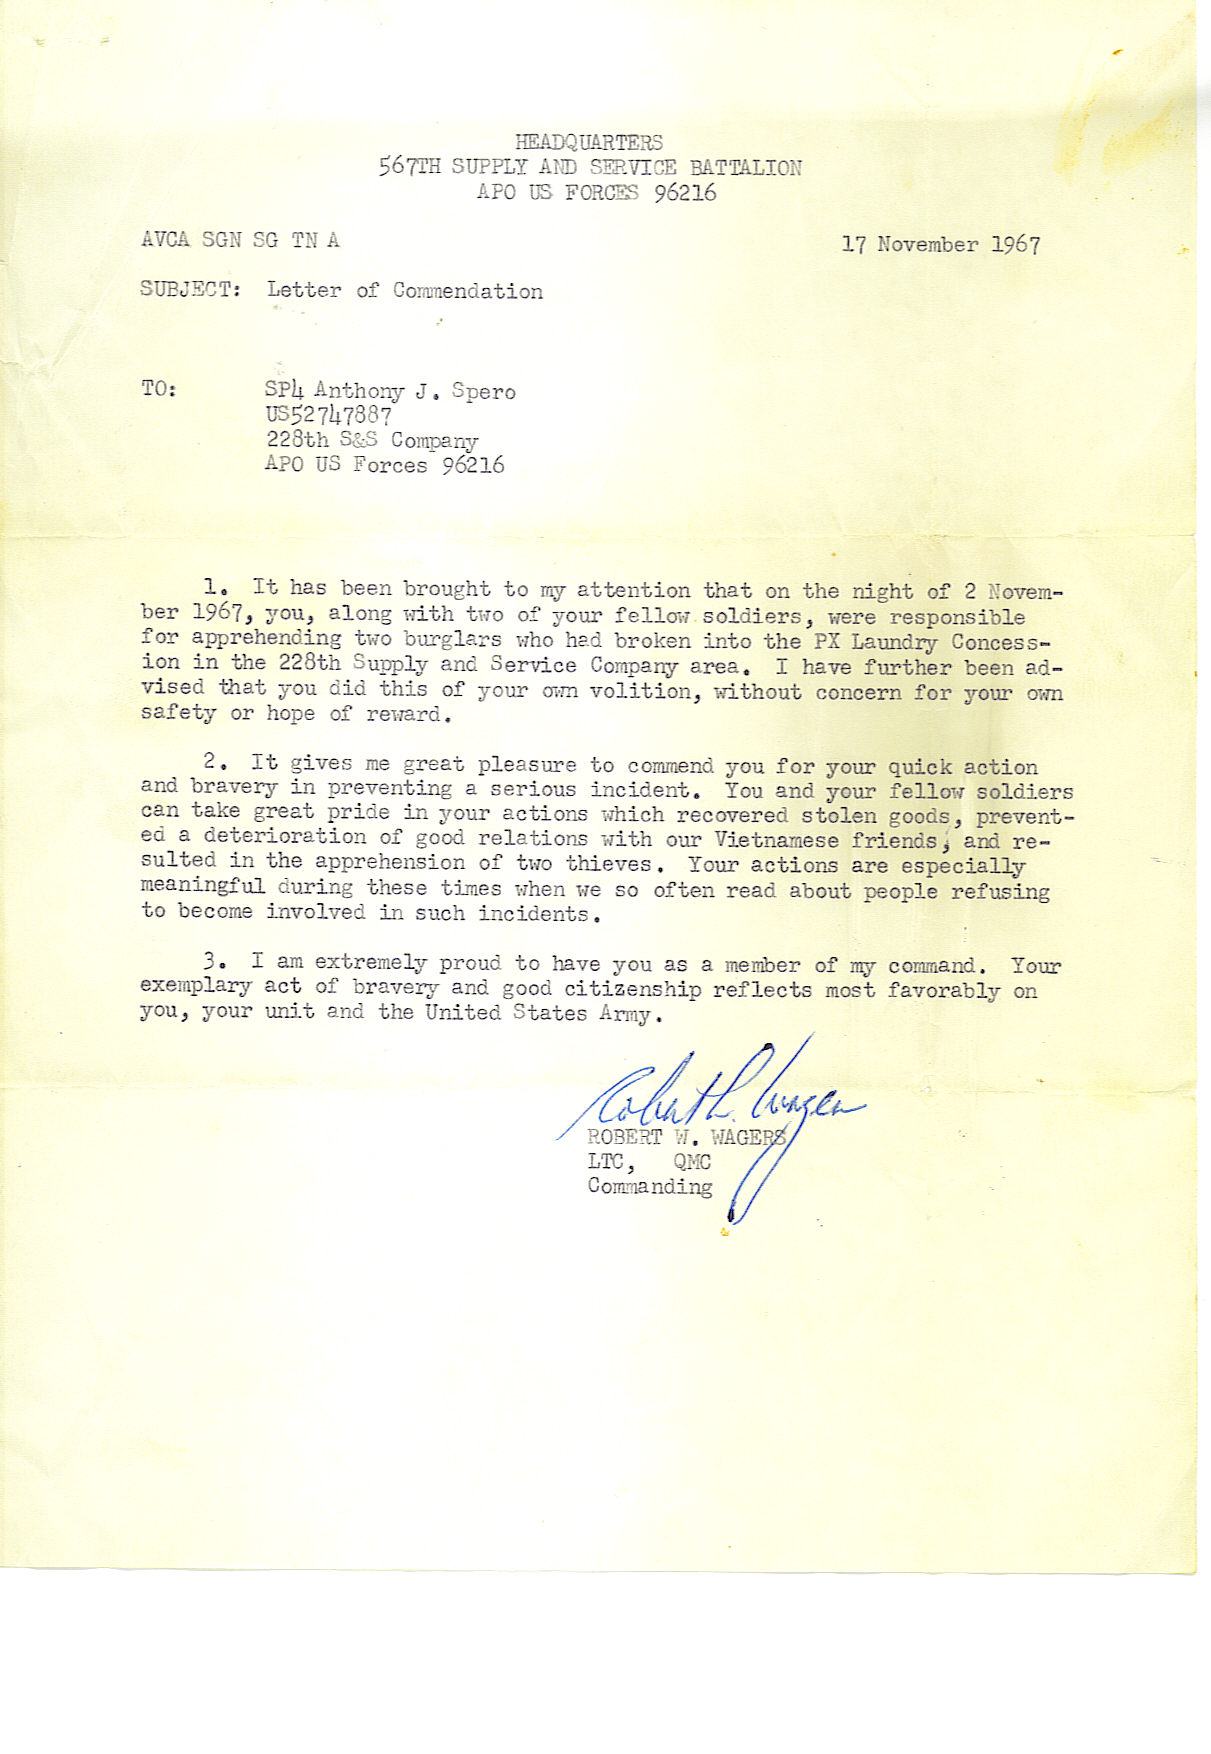 HEADQUARTERS
567TH SUPPLY AND SERVICE BATTALION
APO US FORCES 96216
AVCA SGN SG TN A 17 November 1967
SUBJECT: Letter of Commendation
TO: SP4 Anthony J. Spero
US52747887
228th S&S Company
APO US Forces 96216
1. It has been brought to my attention that on the night of 2 Novem-
ber 1967, you, along with two of your fellow soldiers, were responsible
for apprehending two burglars who had broken into the PX Laundry Concess-
ion in the 228th Supply and Service Company area. I have further been ad-
vised that you did this of your own volition, without concern for your own
safety or hope of reward.
2. It gives me great pleasure to commend you for your quick action
and bravery in preventing a serious incident. You and your fellow soldiers
can take great pride in your actions which recovered stolen goods, prevent-
ed a deterioration of good relations with our Vietnamese friends, and re-
sulted in the apprehension of two thieves. Your actions are especially
meaningful during these times when we so often read about people refusing
to become involved in such incidents.
3. I am extremely proud to have you as a member of my command. Your
exemplary act of bravery and good citizenship reflects most favorably on
you, your unit and the United States Army.
ROBERT W. WAGERS
LTC, QMC
Commanding